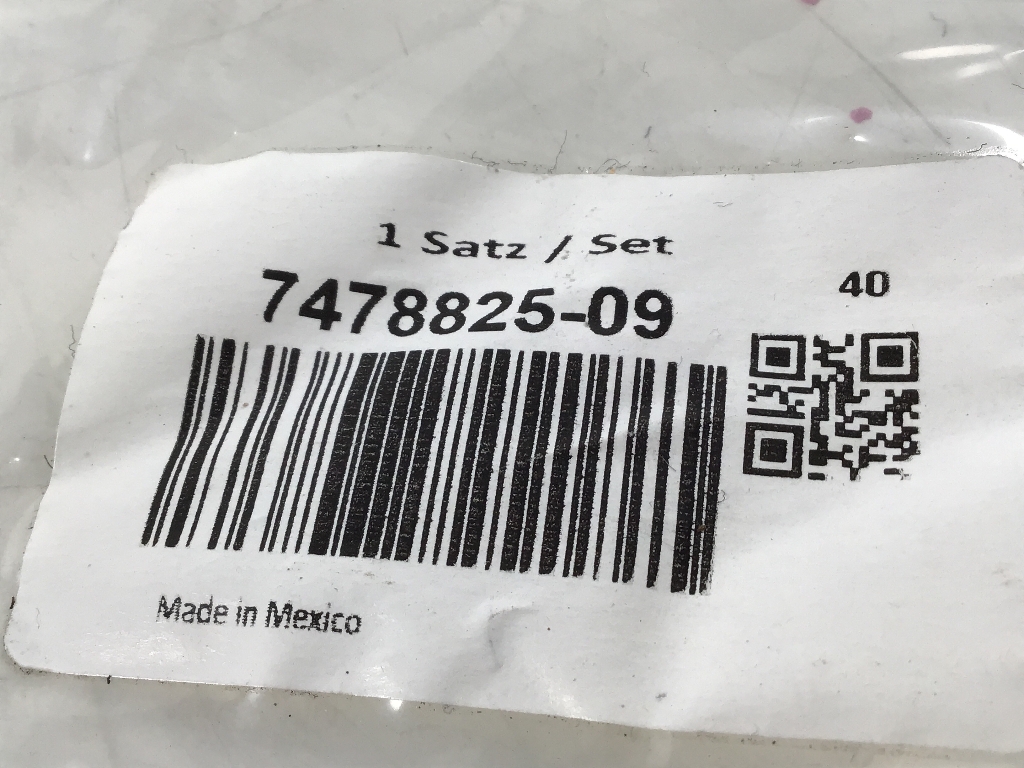 1 Satz / Set
7478825-09
40
Made in Mexico